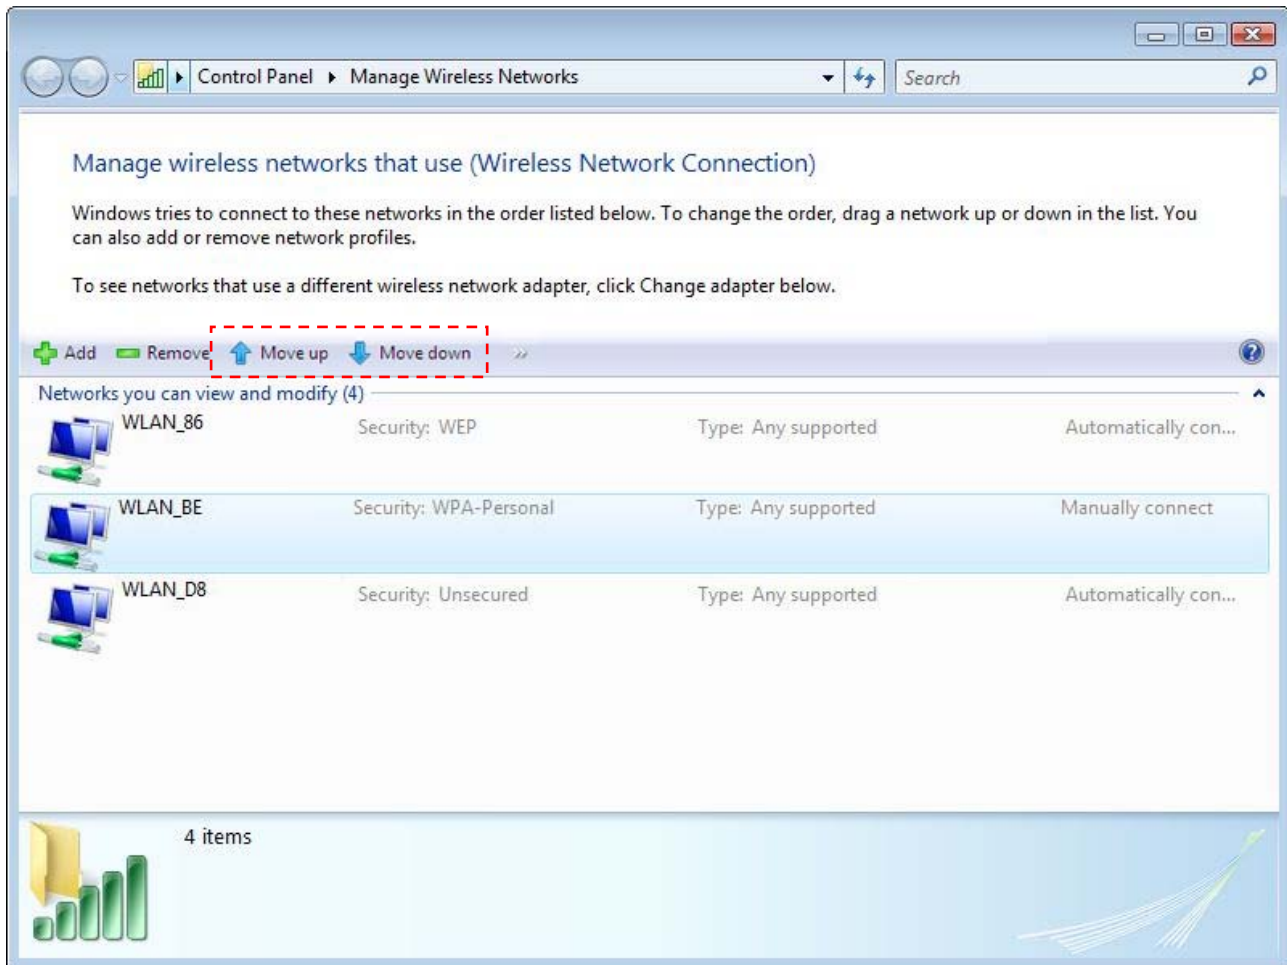 Control Panel Manage Wireless Networks Search
Manage wireless networks that use (Wireless Network Connection)
Windows tries to connect to these networks in the order listed below. To change the order, drag a network up or down in the list. You
can also add or remove network profiles.
To see networks that use a different wireless network adapter, click Change adapter below.
Add Remove Move up Move down »
Networks you can view and modify (4)
WLAN_86 Security: WEP Type: Any supported Automatically con...
WLAN_BE Security: WPA-Personal Type: Any supported Manually connect
WLAN_D8 Security: Unsecured Type: Any supported Automatically con...
4 items